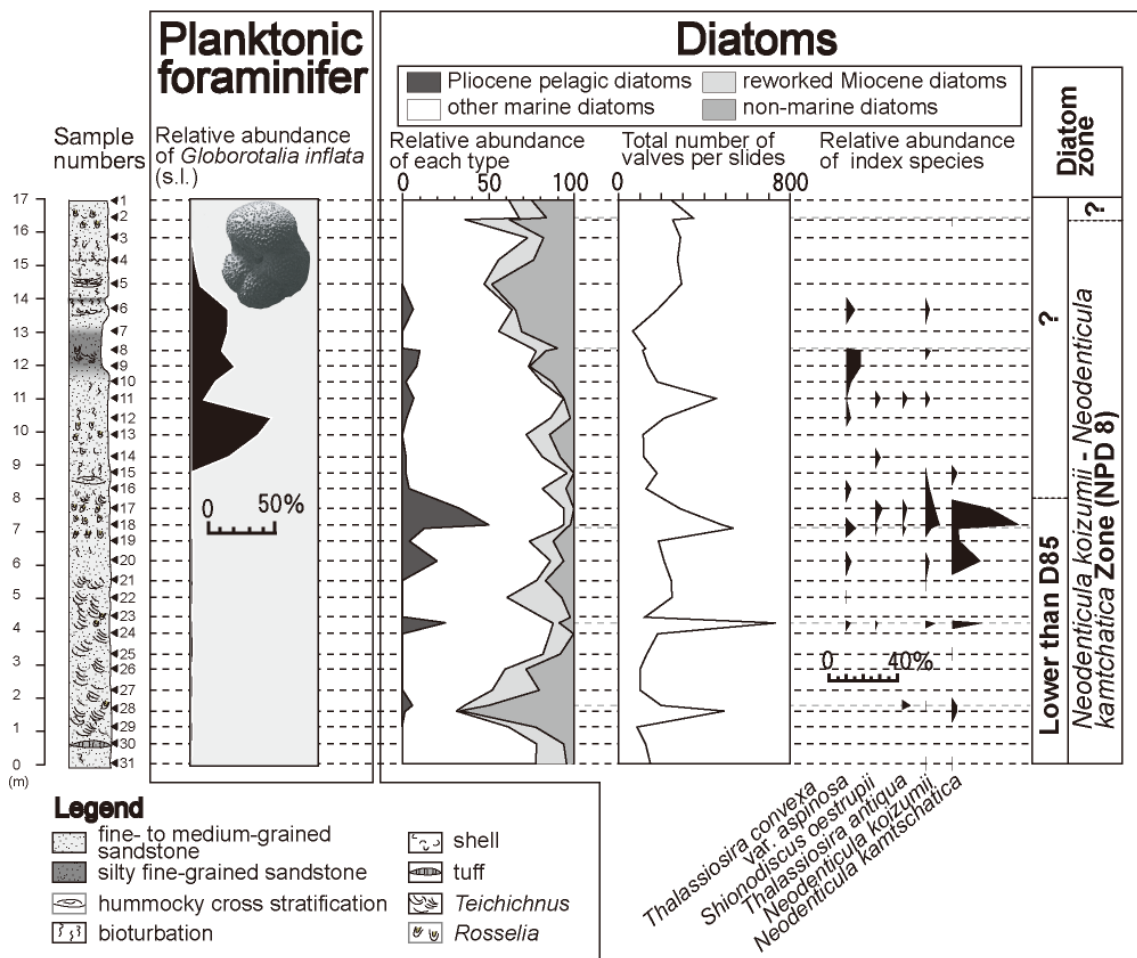 Planktonic
foraminifer
Diatoms
Pliocene pelagic diatoms
reworked Miocene diatoms
other marine diatoms
non-marine diatoms
Sample
numbers
Relative abundance
of Globorotalia inflata
(s.l.)
Relative abundance
of each type
Total number of
valves per slides
Relative abundance
of index species
Diatom
zone
0 50 100
0 800
17
16
15
14
13
12
11
10
9
8
7
6
5
4
3
2
1
0
(m)
1
2
3
4
5
6
7
8
9
10
11
12
13
14
15
16
17
18
19
20
21
22
23
24
25
26
27
28
29
30
31
0 50%
0 40%
?
?
Lower than D85
Neodenticula koizumii - Neodenticula
kamtchatica Zone (NPD 8)
Thalassiosira convexa
var. aspinosa
Shionodiscus oestrupii
Thalassiosira antiqua
Neodenticula koizumii
Neodenticula kamtschatica
Legend
fine- to medium-grained
sandstone
silty fine-grained sandstone
hummocky cross stratification
bioturbation
shell
tuff
Teichichnus
Rosselia